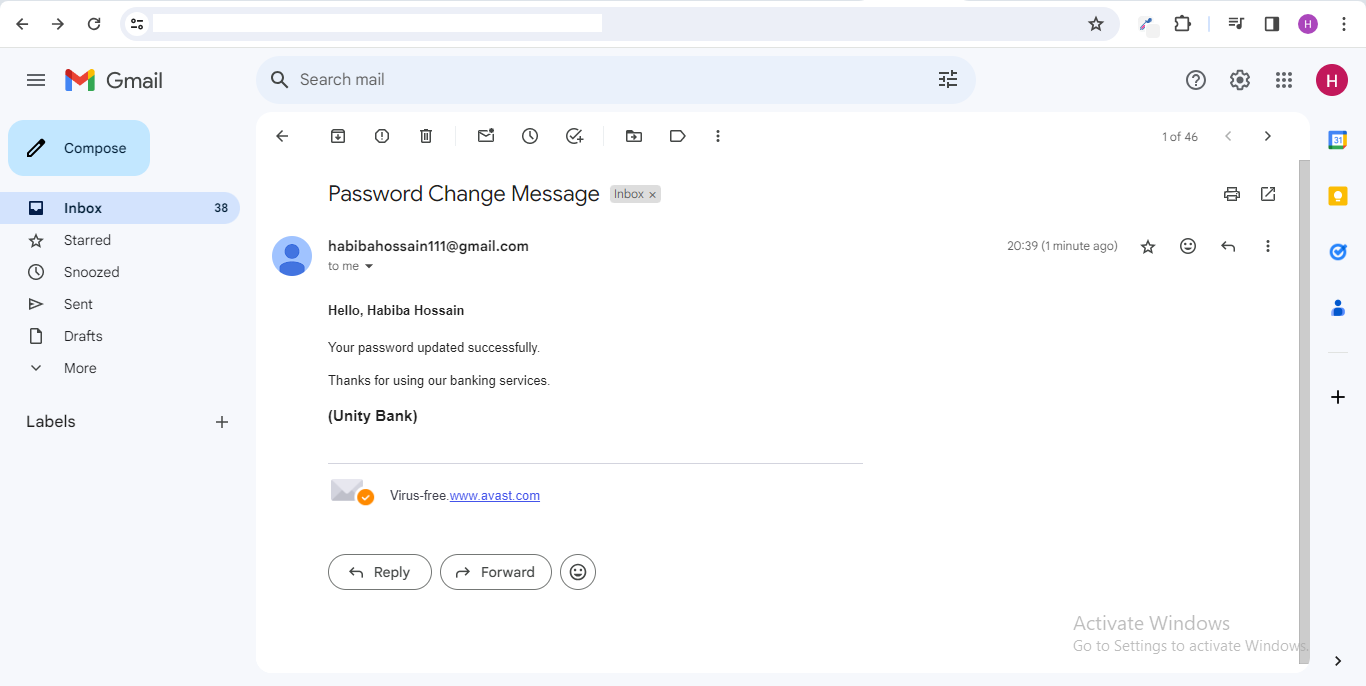 H
Gmail
Search mail
H
Compose
1 of 46
31
Inbox 38
Password Change Message Inbox ×
Starred
habibahossain111@gmail.com 20:39 (1 minute ago)
to me
Snoozed
Sent
Hello, Habiba Hossain
Drafts
Your password updated successfully.
More
Thanks for using our banking services.
(Unity Bank)
Labels
Virus-free.www.avast.com
Reply
Forward
Activate Windows
Go to Settings to activate Windows.